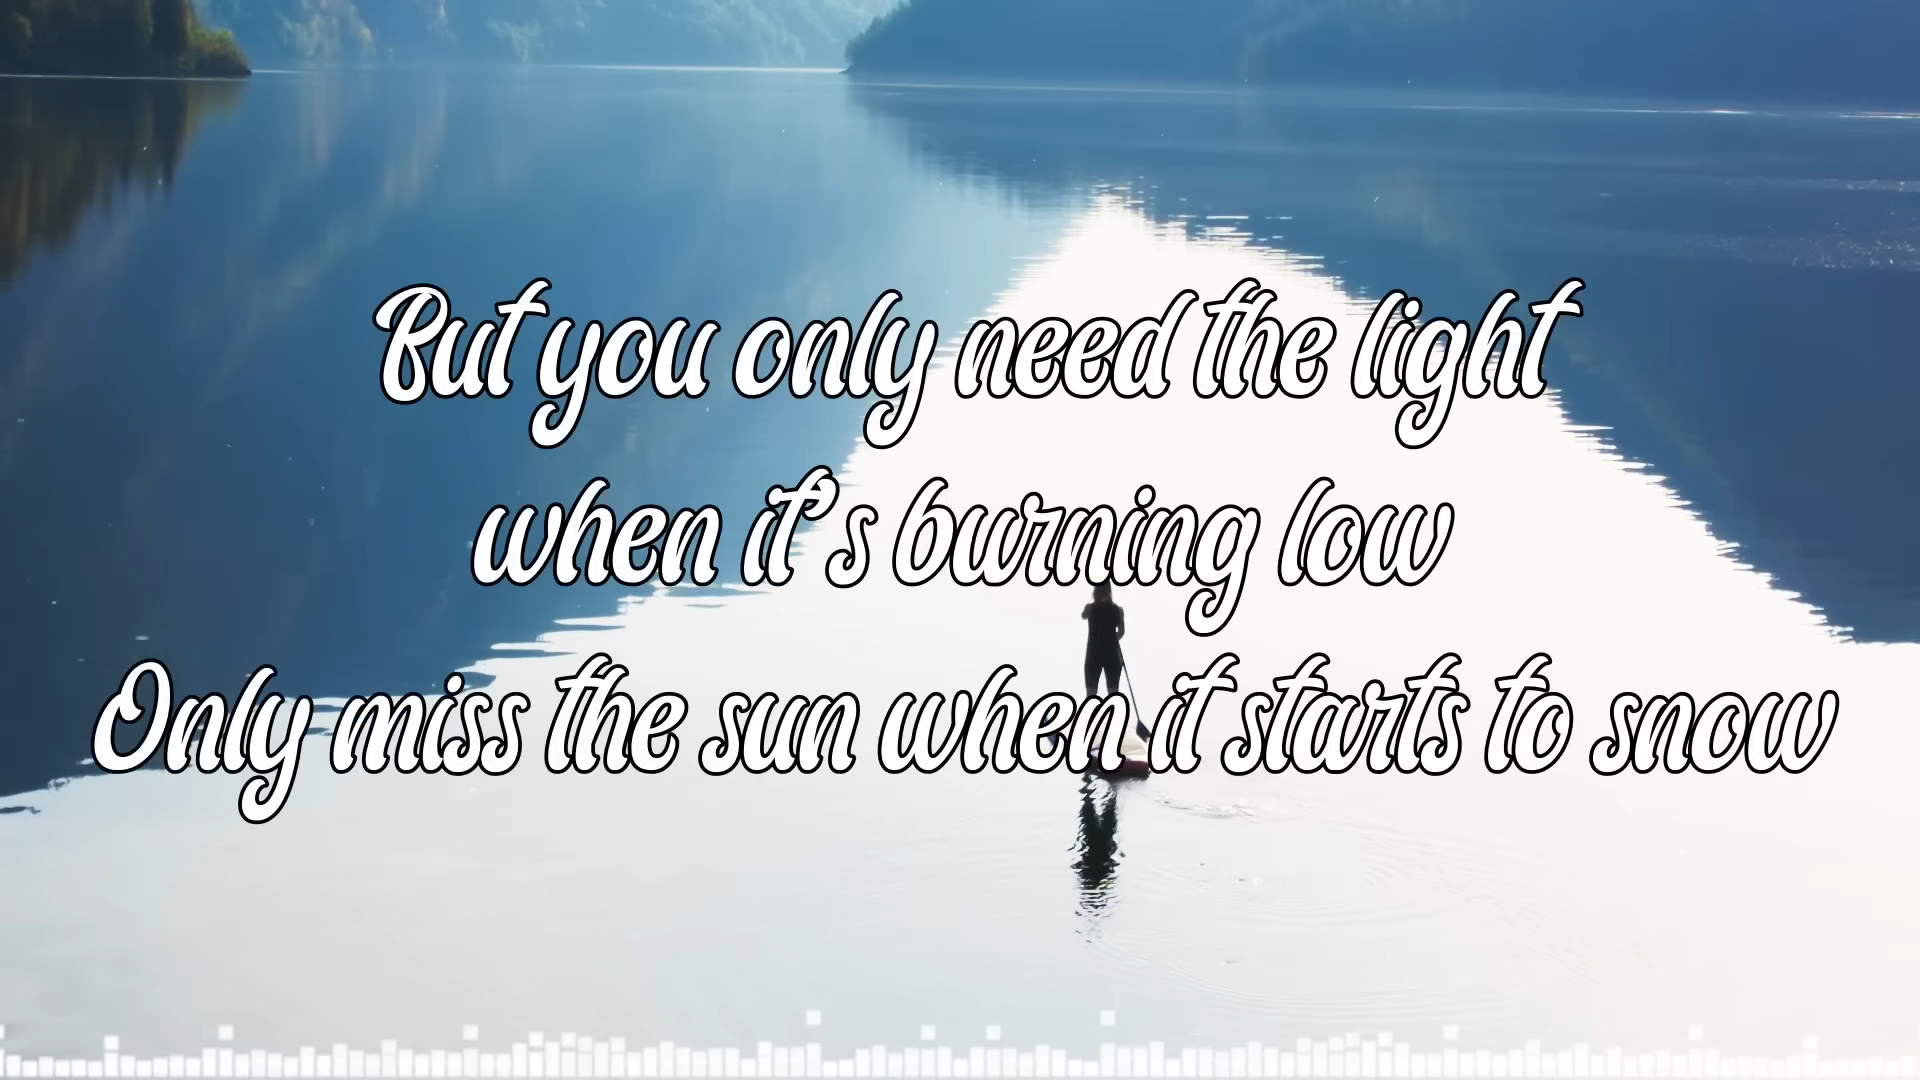 But you only need the light
when it's burning low
Only miss the sun when it starts to snow